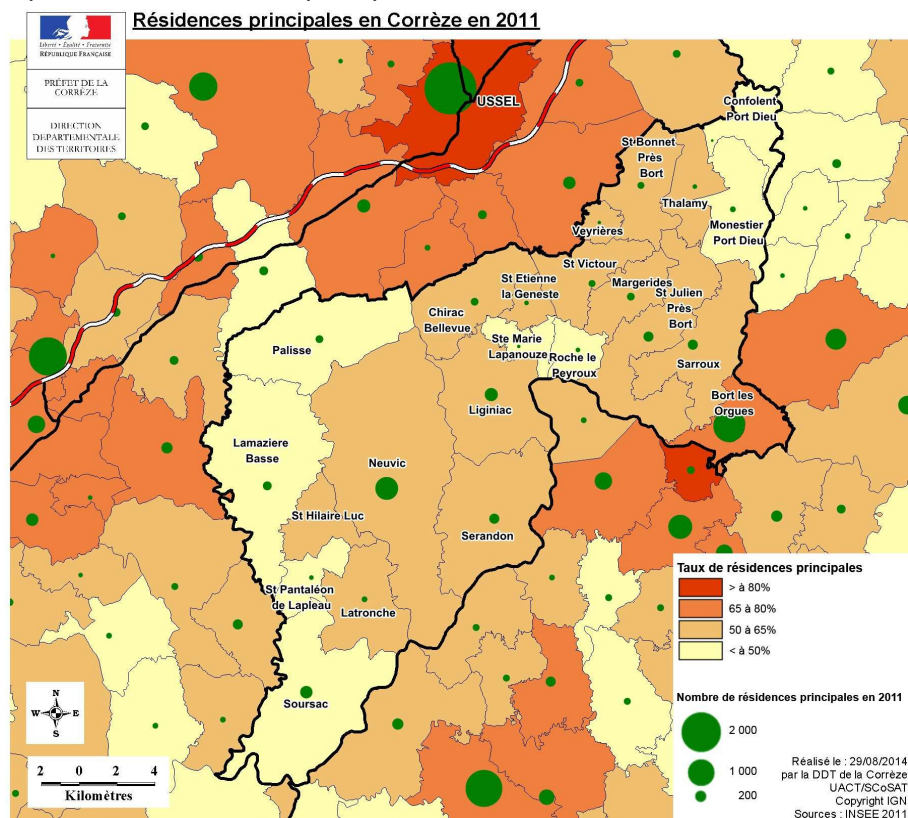 Résidences principales en Corrèze en 2011
Liberté • Égalité • Fraternité
RÉPUBLIQUE FRANÇAISE
PRÉFET DE LA
CORRÈZE
DIRECTION
DEPARTEMENTALE
DES TERRITOIRES
USSEL
Confolent
Port Dieu
St Bonnet
Près
Bort
Thalamy
Monestier
Port Dieu
Veyrières
St Victour
St Etienne
la Geneste
Margerides
St Julien
Près
Bort
Chirac
Bellevue
Ste Marie
Lapanouze
Roche le
Peyroux
Palisse
Sarroux
Liginiac
Bort les
Orgues
Lamaziere
Basse
Neuvic
St Hilaire Luc
Serandon
St Pantaléon
de Lapleau
Latronche
Soursac
Taux de résidences principales
> à 80%
65 à 80%
50 à 65%
< à 50%
Nombre de résidences principales en 2011
2 000
1 000
200
N
W E
S
2 0 2 4
Kilomètres
Réalisé le : 29/08/2014
par la DDT de la Corrèze
UACT/SCoSAT
Copyright IGN
Sources : INSEE 2011